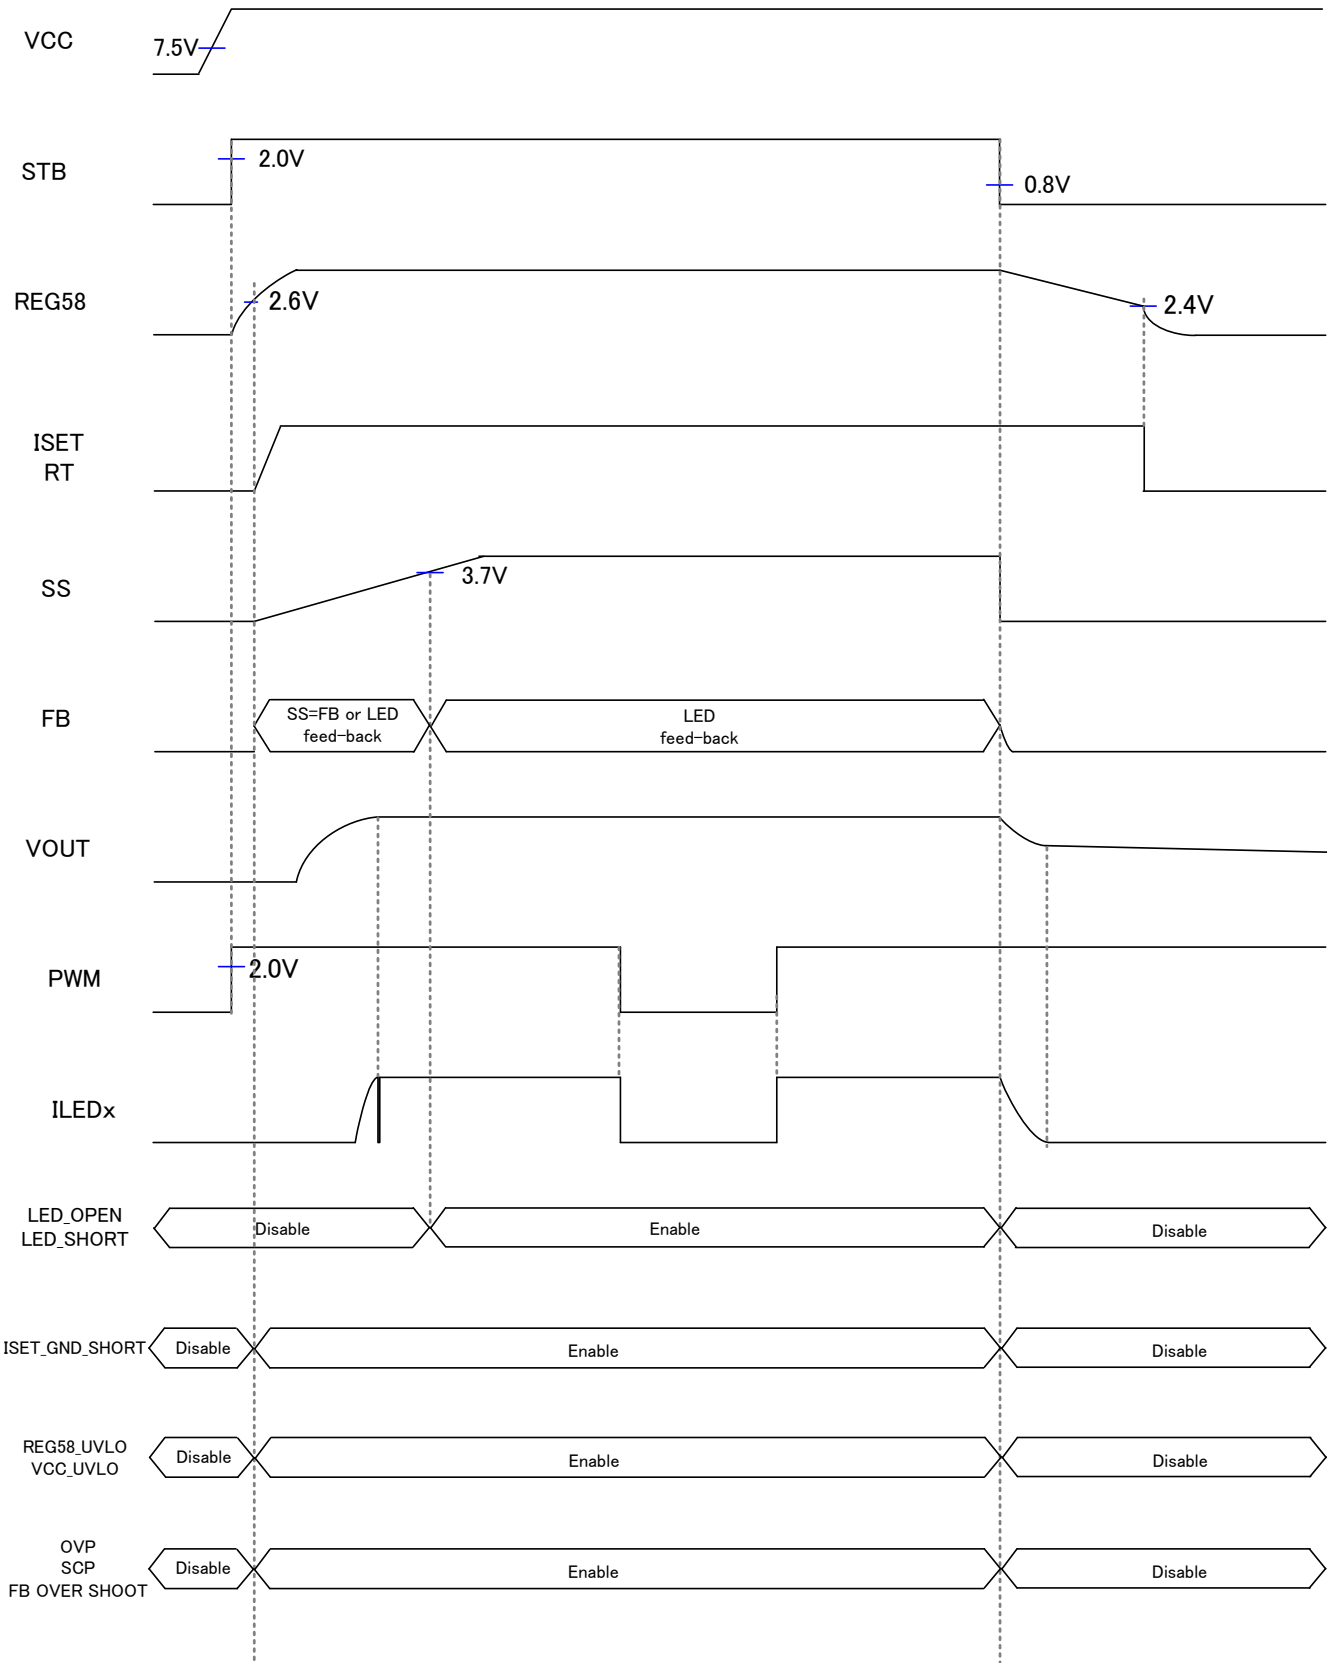 VCC
7.5V
STB
2.0V
0.8V
REG58
2.6V
2.4V
ISET
RT
SS
3.7V
FB
SS=FB or LED
feed-back
LED
feed-back
VOUT
PWM
2.0V
ILEDx
LED_OPEN
LED_SHORT
Disable
Enable
Disable
ISET_GND_SHORT
Disable
Enable
Disable
REG58_UVLO
VCC_UVLO
Disable
Enable
Disable
OVP
SCP
FB OVER SHOOT
Disable
Enable
Disable